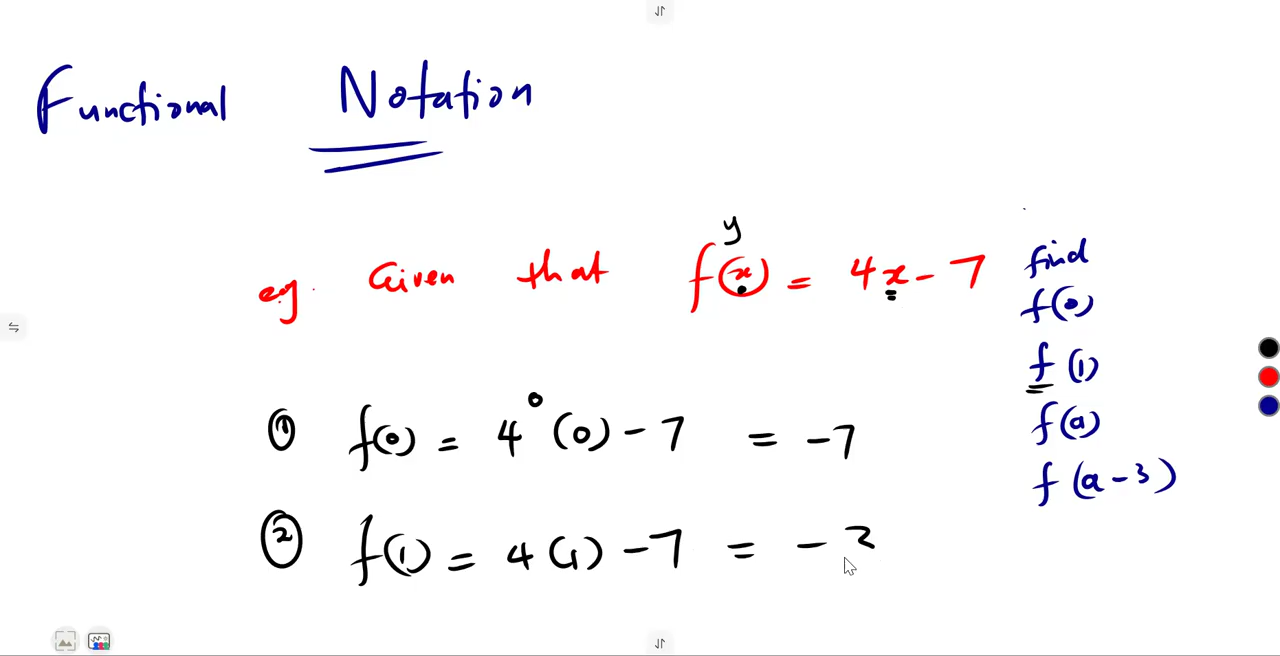 Functional Notation
y
e.g. Given that f(x) = 4x - 7 find
f(0)
f(1)
f(a)
f(a-3)
0
① f(0) = 4(0) - 7 = -7
② f(1) = 4(1) - 7 = -3